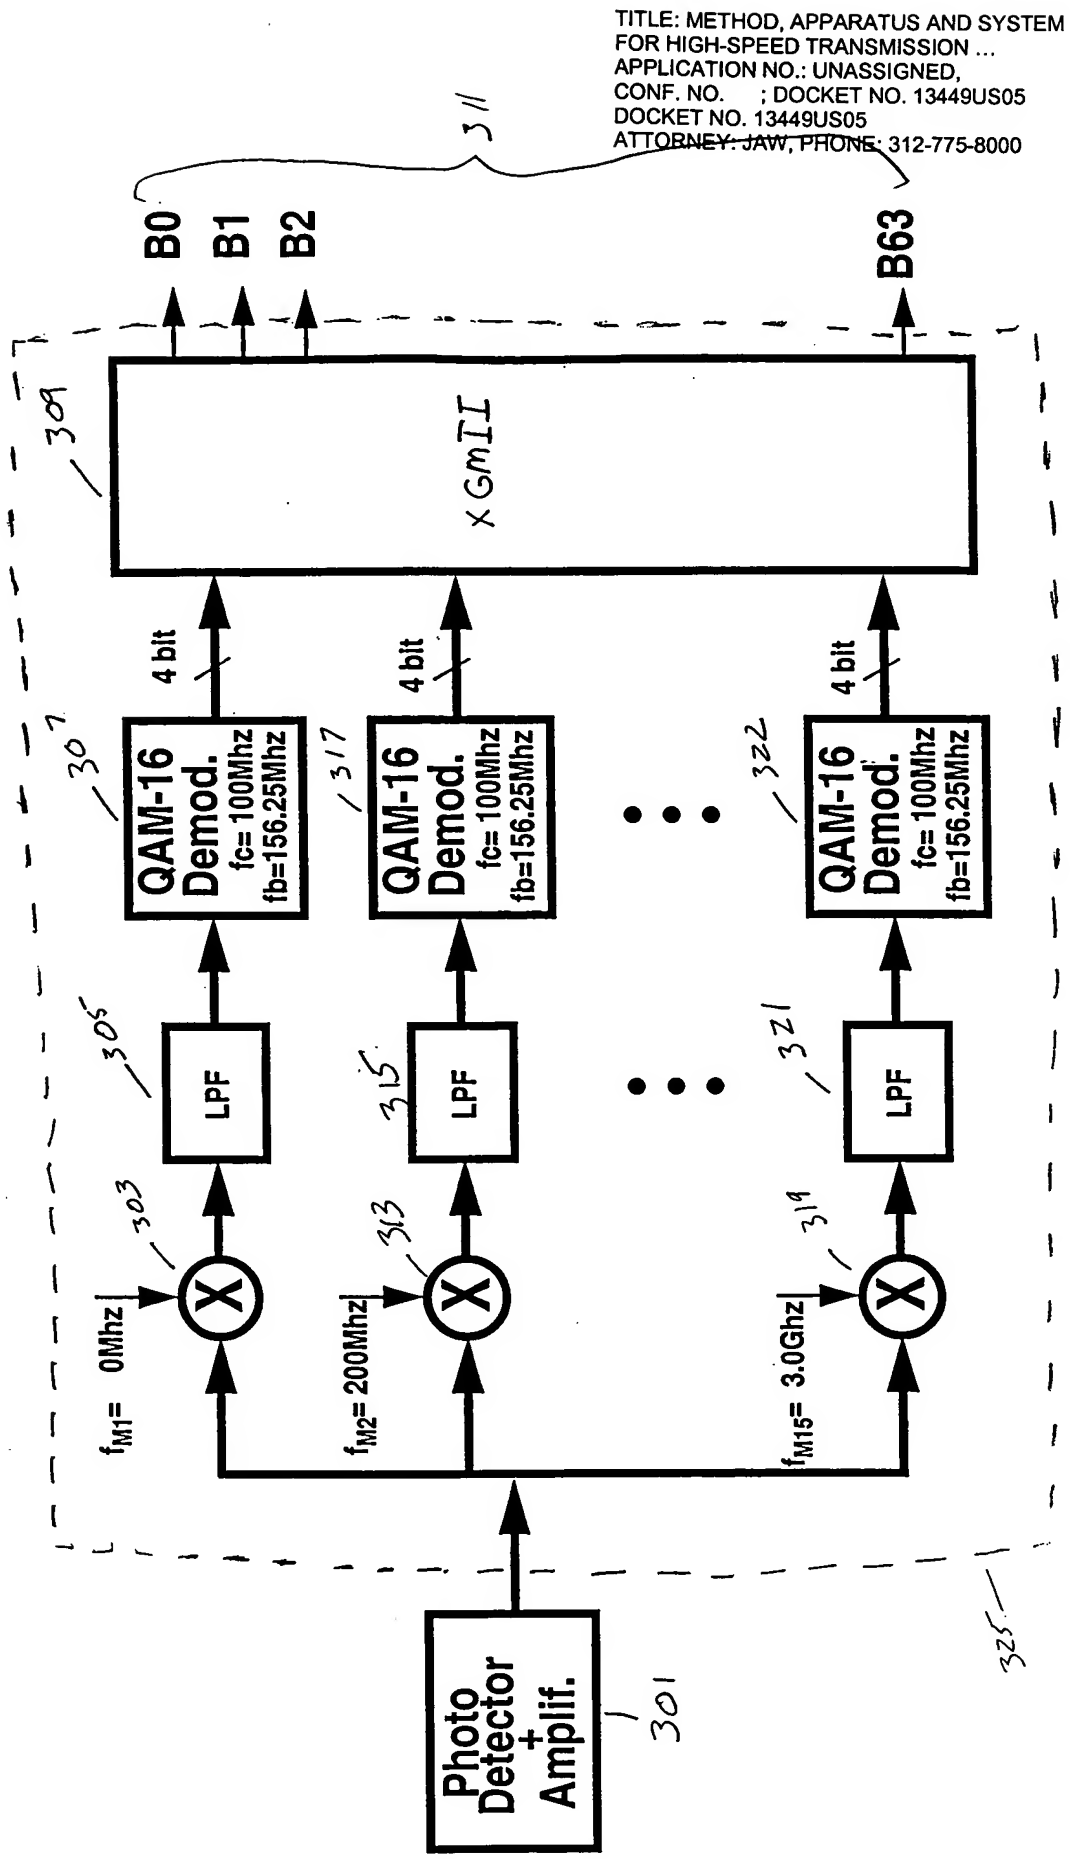 TITLE: METHOD, APPARATUS AND SYSTEM
FOR HIGH-SPEED TRANSMISSION ...
APPLICATION NO.: UNASSIGNED,
CONF. NO. ; DOCKET NO. 13449US05
DOCKET NO. 13449US05
ATTORNEY: JAW, PHONE: 312-775-8000
311
B0
B1
B2
B63
309
XGMII
4 bit
4 bit
4 bit
307
QAM-16
Demod.
fc= 100Mhz
fb=156.25Mhz
317
QAM-16
Demod.
fc= 100Mhz
fb=156.25Mhz
322
QAM-16
Demod.
fc= 100Mhz
fb=156.25Mhz
305
LPF
315
LPF
321
LPF
303
X
313
X
319
X
fM1= 0Mhz
fM2= 200Mhz
fM15= 3.0Ghz
325
Photo
Detector
+
Amplif.
301